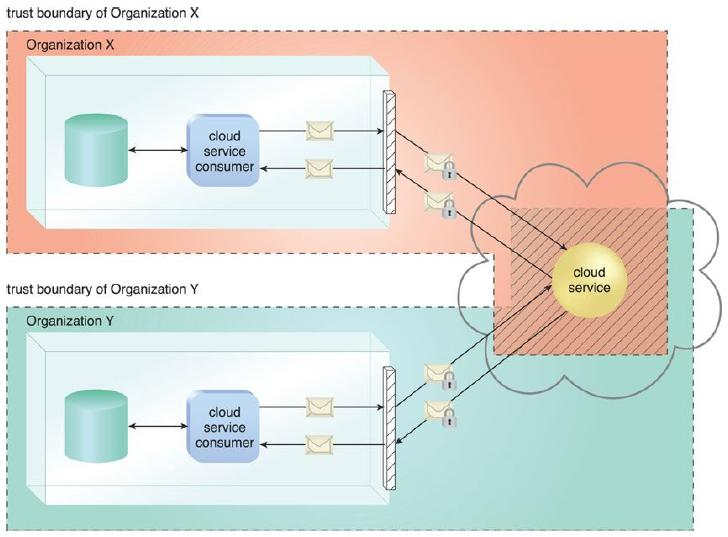 trust boundary of Organization X
Organization X
cloud
service
consumer
cloud
service
trust boundary of Organization Y
Organization Y
cloud
service
consumer